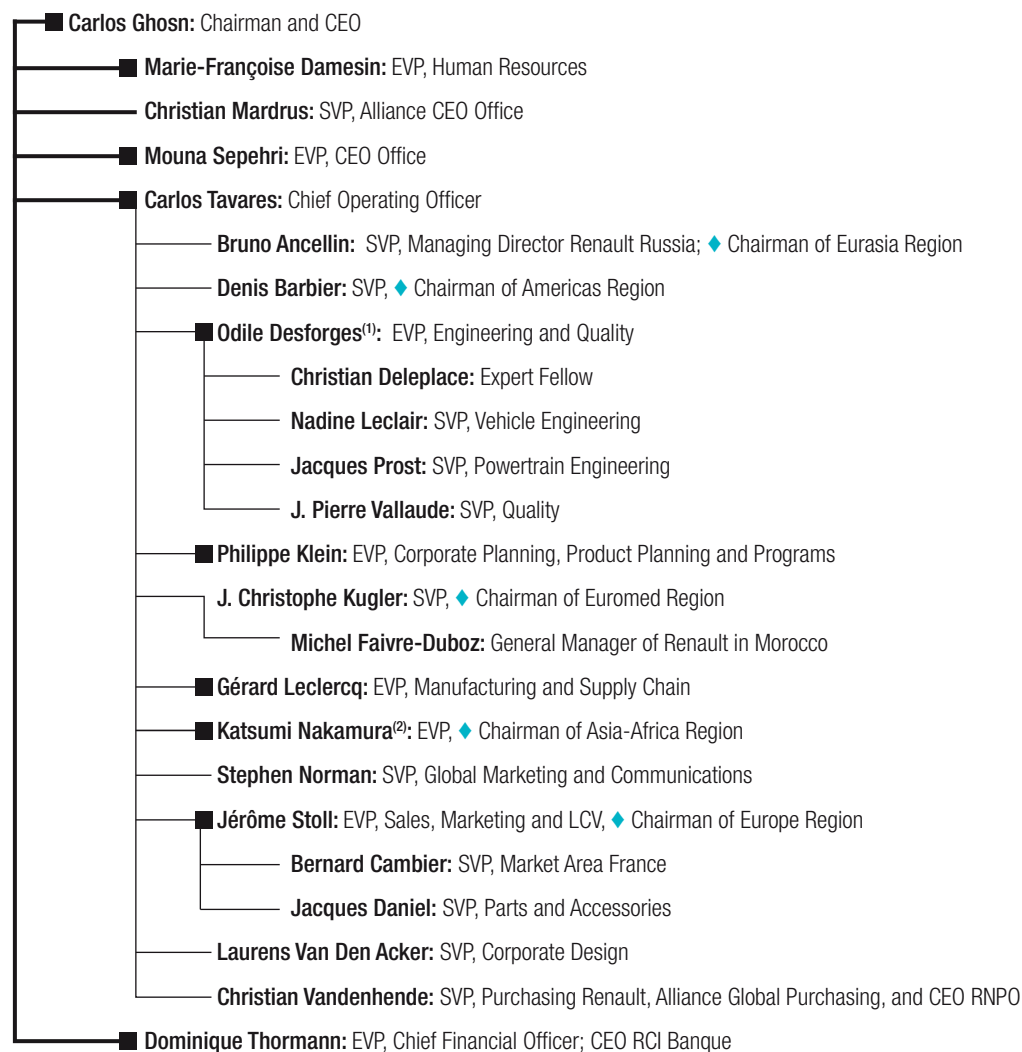 Carlos Ghosn: Chairman and CEO
Marie-Françoise Damesin: EVP, Human Resources
Christian Mardrus: SVP, Alliance CEO Office
Mouna Sepehri: EVP, CEO Office
Carlos Tavares: Chief Operating Officer
Bruno Ancellin: SVP, Managing Director Renault Russia; ♦ Chairman of Eurasia Region
Denis Barbier: SVP, ♦ Chairman of Americas Region
Odile Desforges(1): EVP, Engineering and Quality
Christian Deleplace: Expert Fellow
Nadine Leclair: SVP, Vehicle Engineering
Jacques Prost: SVP, Powertrain Engineering
J. Pierre Vallaude: SVP, Quality
Philippe Klein: EVP, Corporate Planning, Product Planning and Programs
J. Christophe Kugler: SVP, ♦ Chairman of Euromed Region
Michel Faivre-Duboz: General Manager of Renault in Morocco
Gérard Leclercq: EVP, Manufacturing and Supply Chain
Katsumi Nakamura(2): EVP, ♦ Chairman of Asia-Africa Region
Stephen Norman: SVP, Global Marketing and Communications
Jérôme Stoll: EVP, Sales, Marketing and LCV, ♦ Chairman of Europe Region
Bernard Cambier: SVP, Market Area France
Jacques Daniel: SVP, Parts and Accessories
Laurens Van Den Acker: SVP, Corporate Design
Christian Vandenhende: SVP, Purchasing Renault, Alliance Global Purchasing, and CEO RNPO
Dominique Thormann: EVP, Chief Financial Officer; CEO RCI Banque